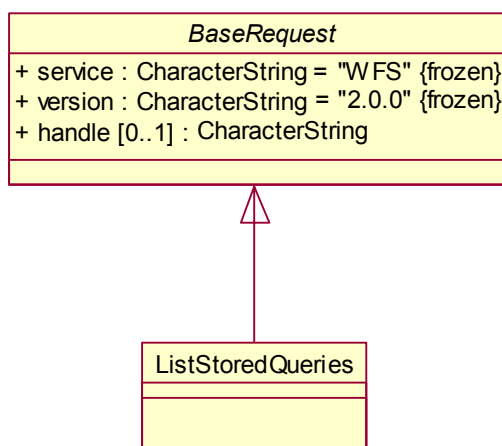 BaseRequest
+ service : CharacterString = "WFS" {frozen}
+ version : CharacterString = "2.0.0" {frozen}
+ handle [0..1] : CharacterString
ListStoredQueries